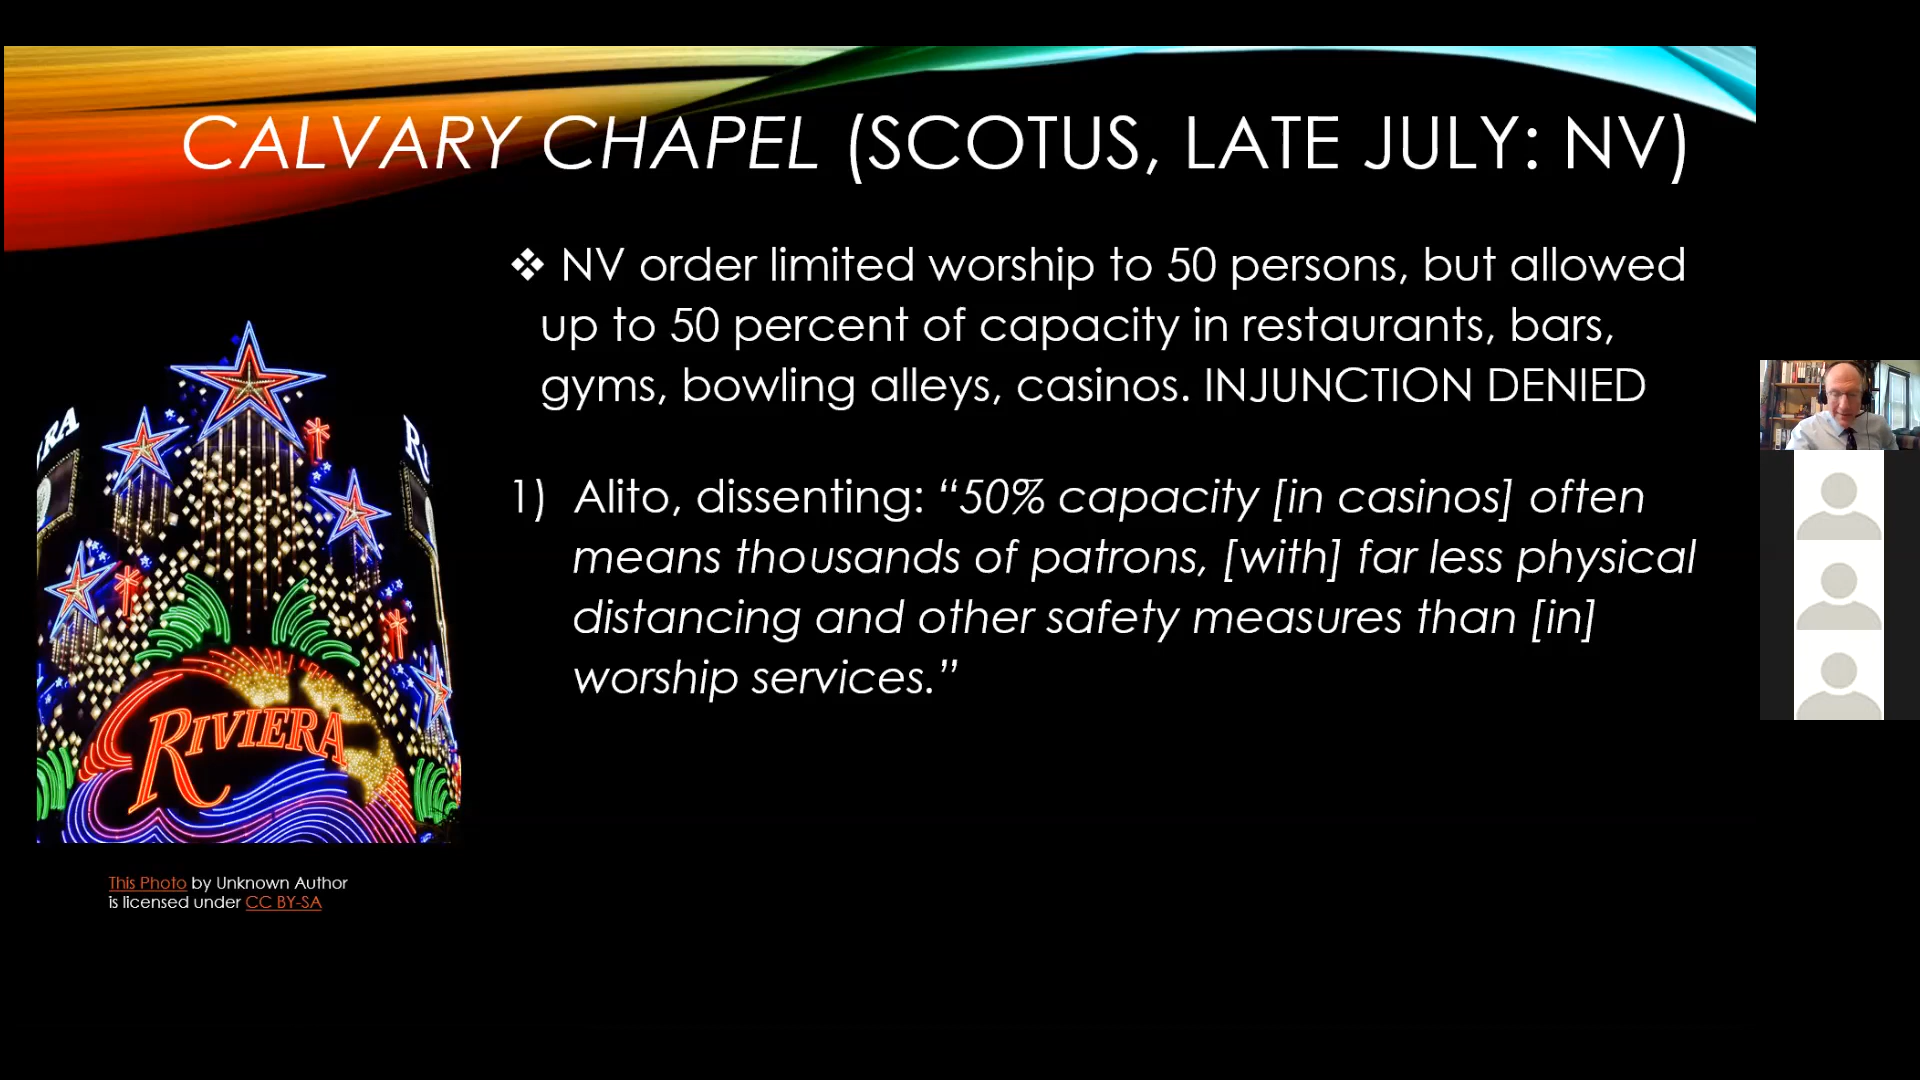 CALVARY CHAPEL (SCOTUS, LATE JULY: NV)
❖ NV order limited worship to 50 persons, but allowed
up to 50 percent of capacity in restaurants, bars,
gyms, bowling alleys, casinos. INJUNCTION DENIED
1) Alito, dissenting: “50% capacity [in casinos] often
means thousands of patrons, [with] far less physical
distancing and other safety measures than [in]
worship services.”
RIVIERA
This Photo by Unknown Author
is licensed under CC BY-SA